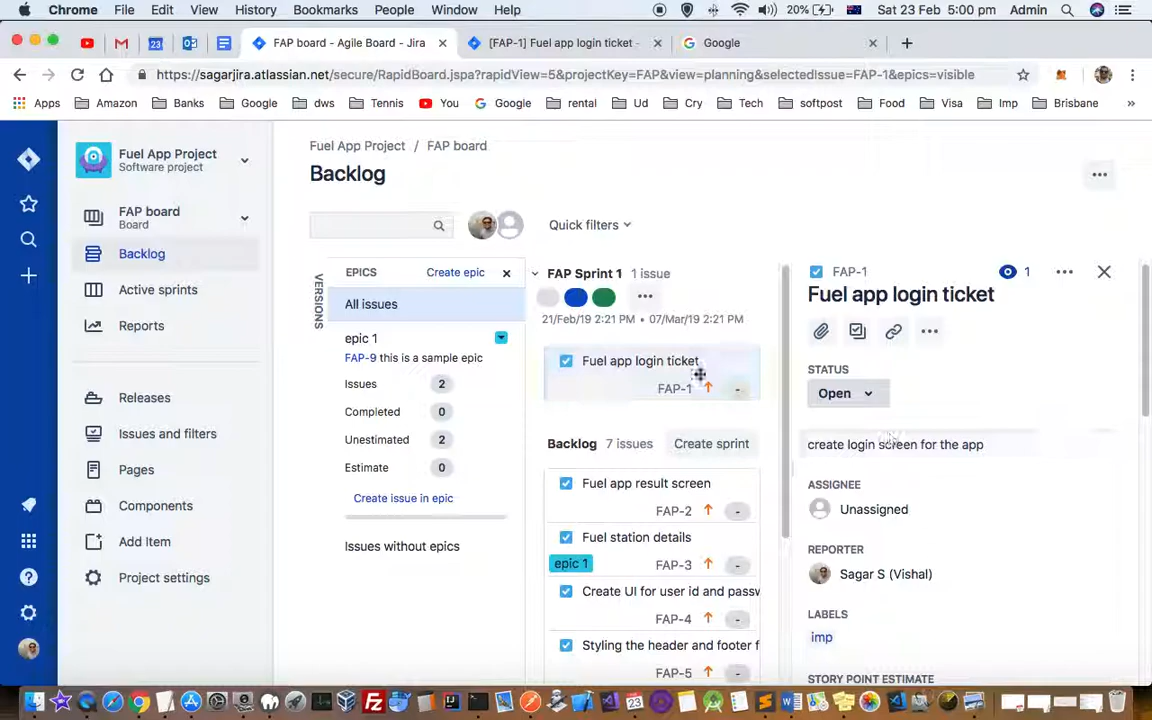 Chrome File Edit View History Bookmarks People Window Help 20% Sat 23 Feb 5:00 pm Admin
23 FAP board - Agile Board - Jira [FAP-1] Fuel app login ticket - Google
https://sagarjira.atlassian.net/secure/RapidBoard.jspa?rapidView=5&projectKey=FAP&view=planning&selectedIssue=FAP-1&epics=visible
Apps Amazon Banks Google dws Tennis You Google rental Ud Cry Tech softpost Food Visa Imp Brisbane »
Fuel App Project
Software project
FAP board
Board
Backlog
Active sprints
Reports
Releases
Issues and filters
Pages
Components
Add Item
Project settings
Fuel App Project / FAP board
Backlog
Quick filters
VERSIONS
EPICS Create epic
All issues
epic 1
FAP-9 this is a sample epic
Issues 2
Completed 0
Unestimated 2
Estimate 0
Create issue in epic
Issues without epics
FAP Sprint 1 1 issue
21/Feb/19 2:21 PM • 07/Mar/19 2:21 PM
Fuel app login ticket
FAP-1 -
Backlog 7 issues Create sprint
Fuel app result screen
FAP-2 -
Fuel station details
epic 1 FAP-3 -
Create UI for user id and passw
FAP-4 -
Styling the header and footer f
FAP-5 -
FAP-1 1
Fuel app login ticket
STATUS
Open
create login screen for the app
ASSIGNEE
Unassigned
REPORTER
Sagar S (Vishal)
LABELS
imp
STORY POINT ESTIMATE
23